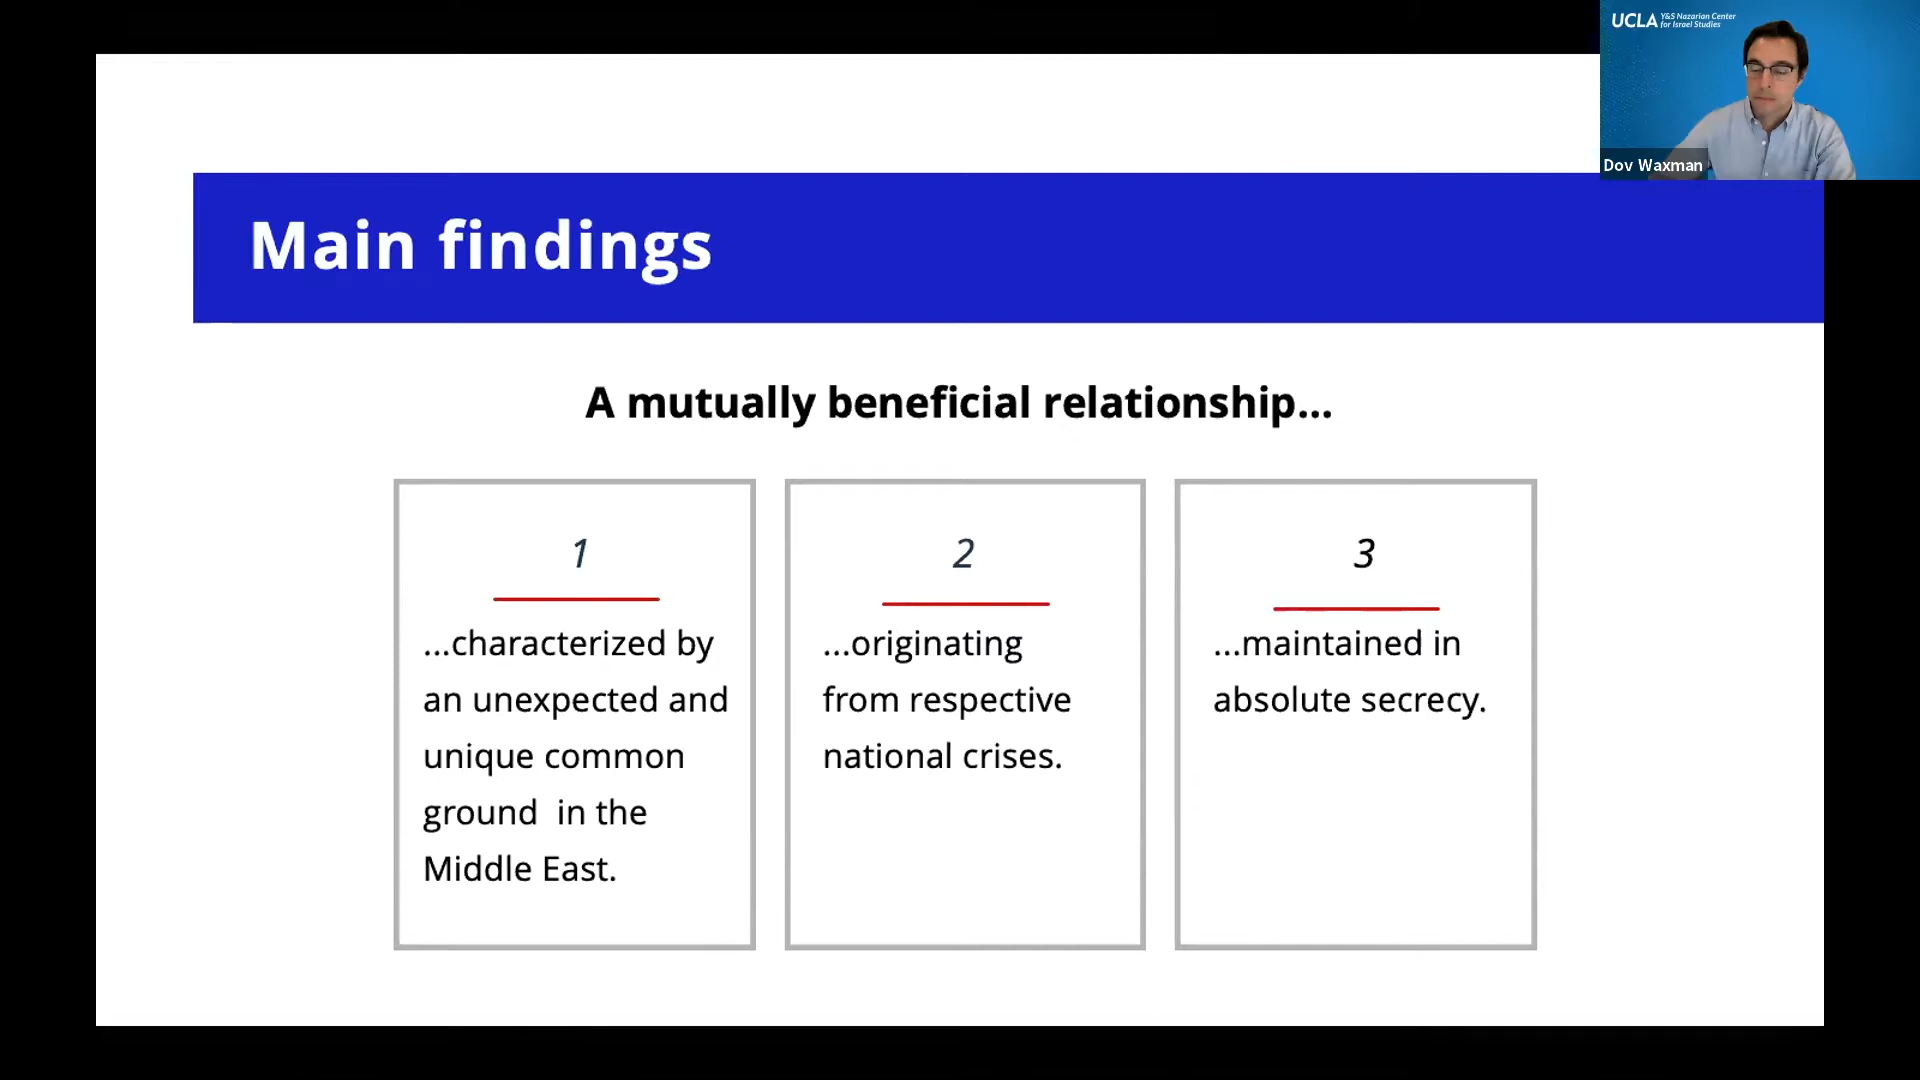 UCLA Y&S Nazarian Center
for Israel Studies
Dov Waxman
Main findings
A mutually beneficial relationship...
1
...characterized by
an unexpected and
unique common
ground  in the
Middle East.
2
...originating
from respective
national crises.
3
...maintained in
absolute secrecy.